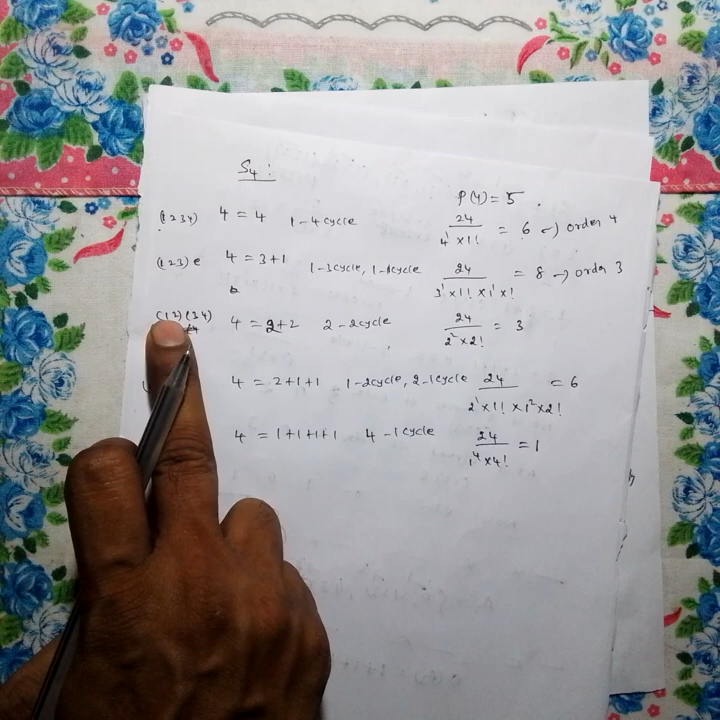 S₄ :
P(4) = 5 .
(1 2 3 4) 4 = 4 1 - 4 cycle 24 / 4¹ × 1! = 6 → order 4
(1 2 3) e 4 = 3+1 1 - 3 cycle, 1 - 1 cycle 24 / 3¹ × 1! × 1¹ × 1! = 8 → order 3
(1 2) (3 4) 4 = 2+2 2 - 2 cycle 24 / 2² × 2! = 3
4 = 2+1+1 1 - 2 cycle, 2 - 1 cycle 24 / 2¹ × 1! × 1² × 2! = 6
4 = 1+1+1+1 4 - 1 cycle 24 / 1⁴ × 4! = 1